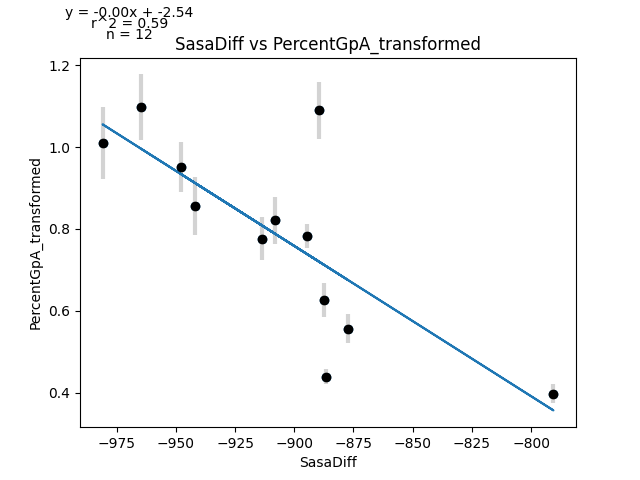 y = -0.00x + -2.54
r^2 = 0.59
n = 12
SasaDiff vs PercentGpA_transformed
1.2
1.0
0.8
0.6
0.4
PercentGpA_transformed
−975 −950 −925 −900 −875 −850 −825 −800
SasaDiff